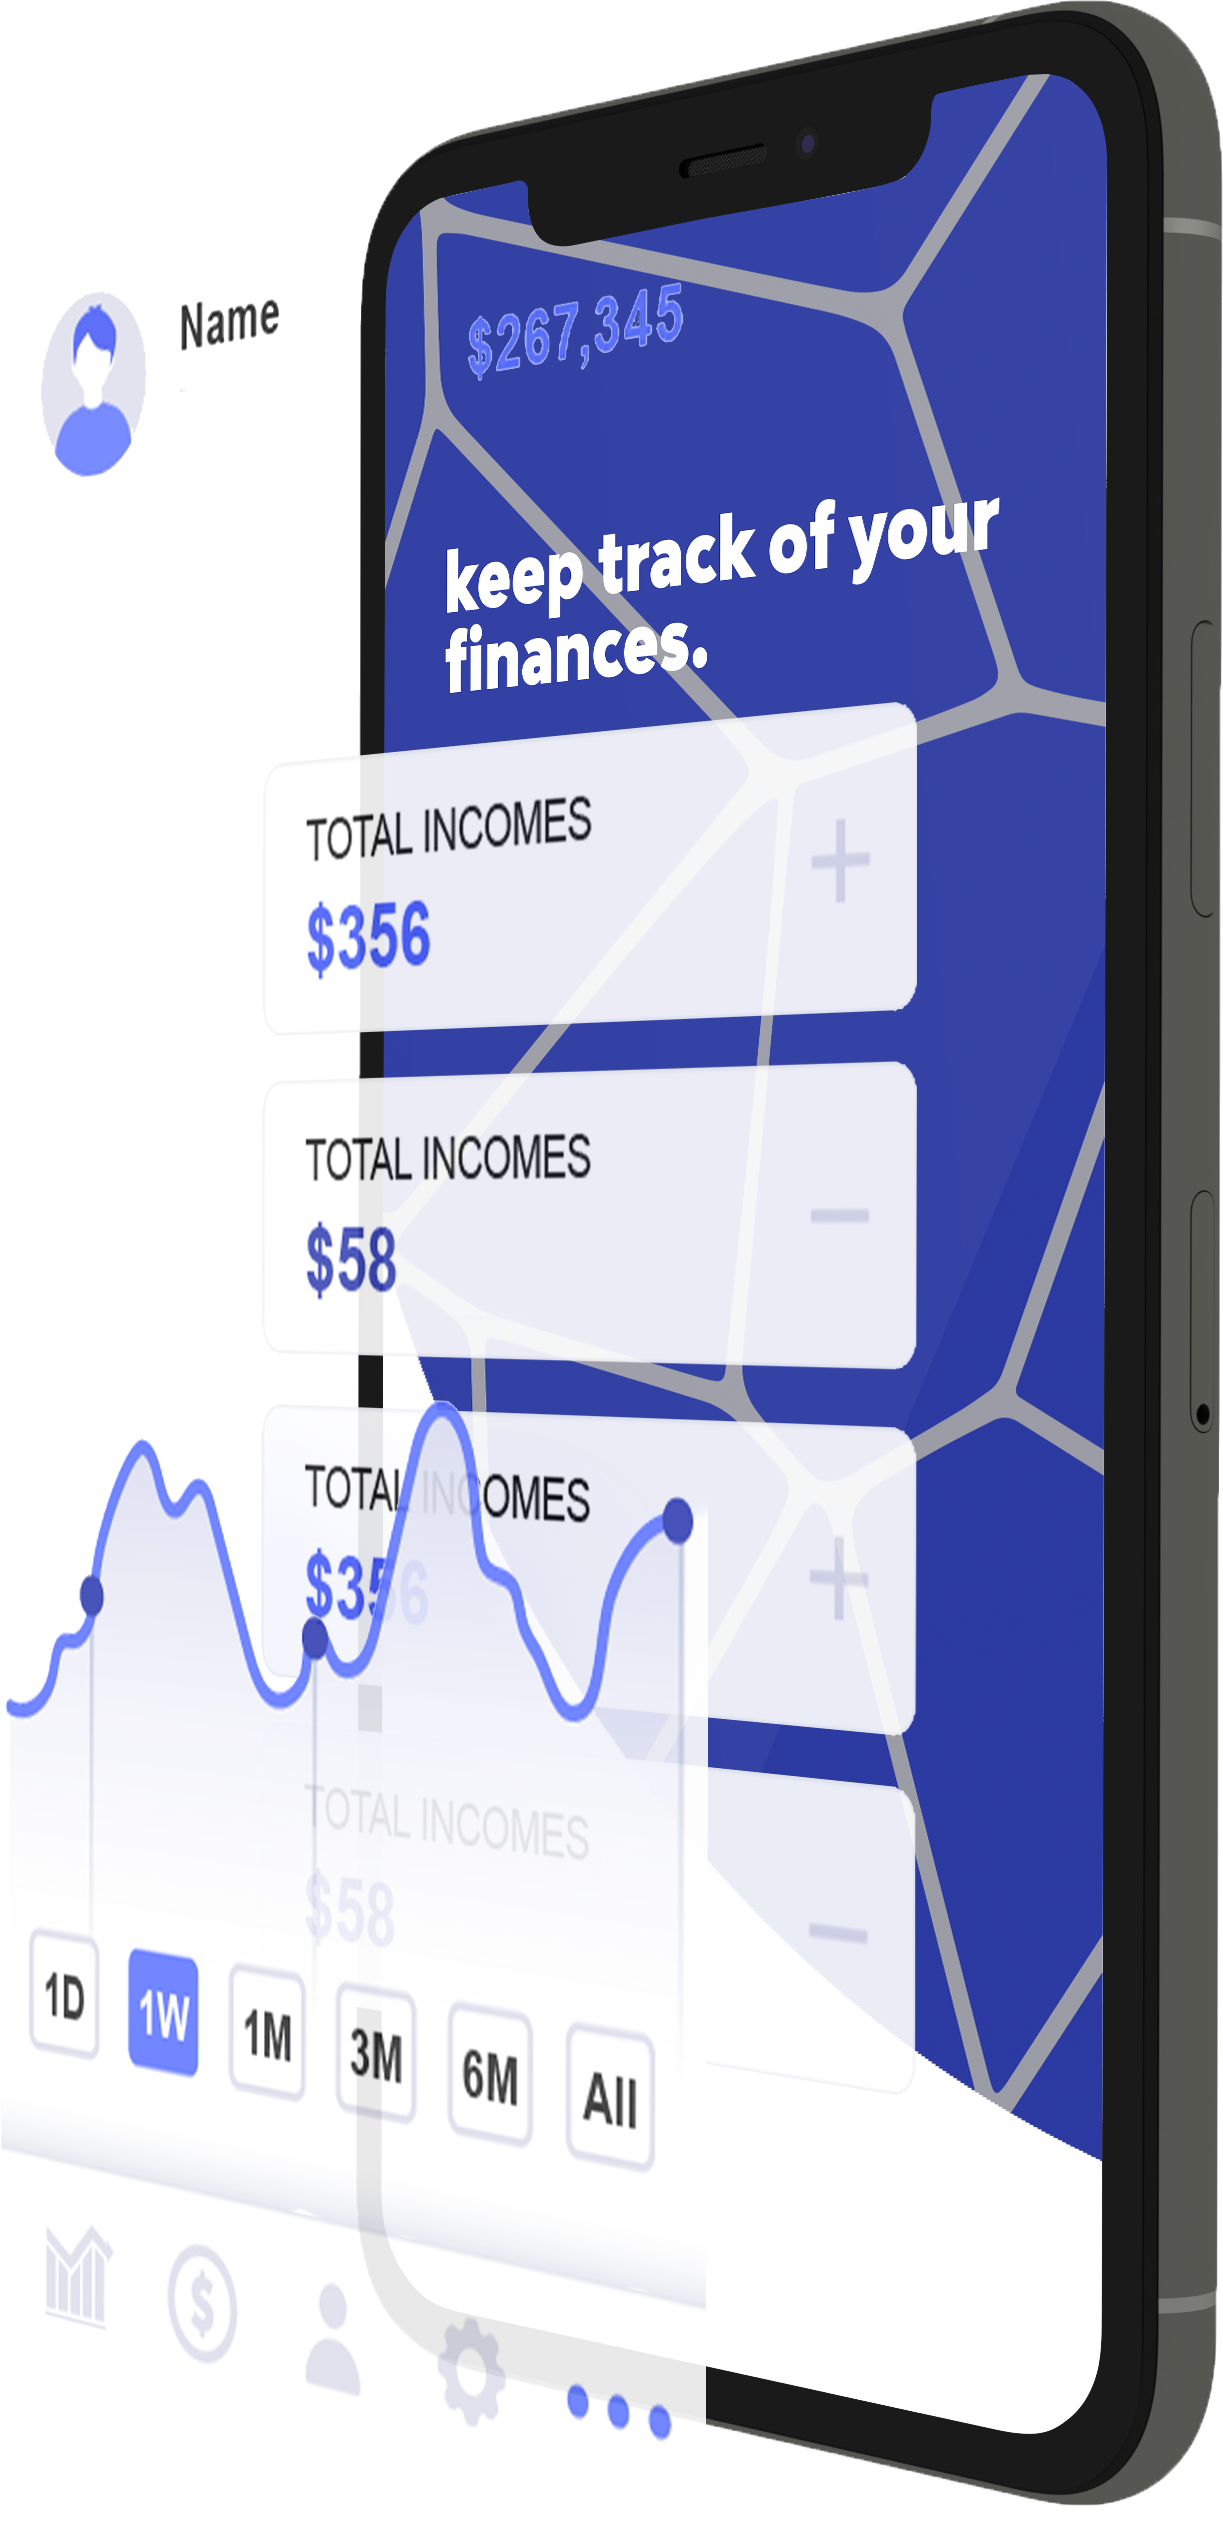 Name
$267,345
keep track of your
finances.
TOTAL INCOMES
$356
TOTAL INCOMES
$58
TOTAL INCOMES
$356
TOTAL INCOMES
$58
1D
1W
1M
3M
6M
All
$